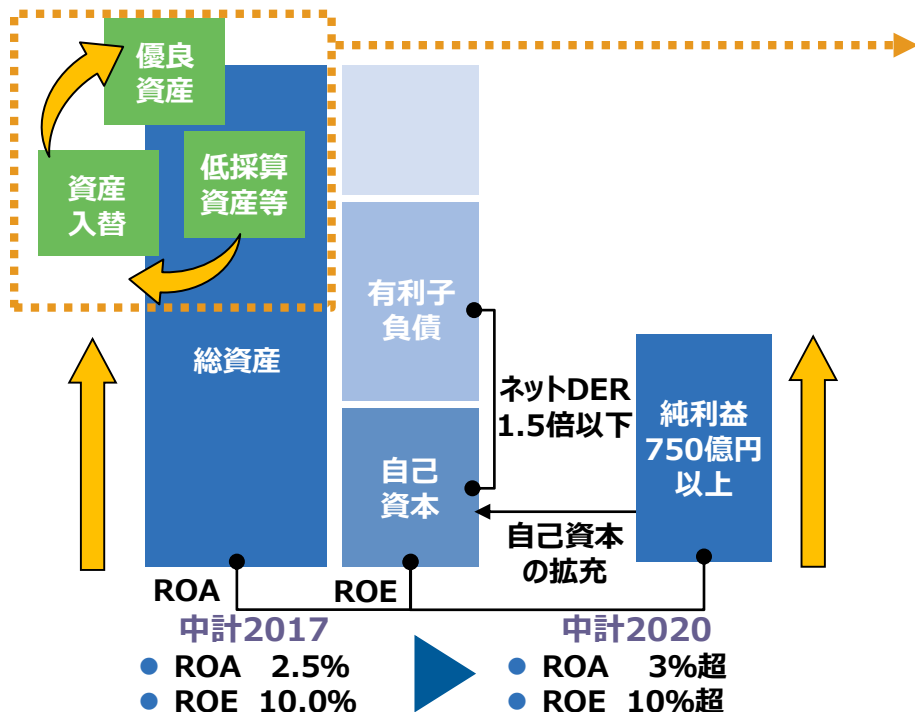 優良
資産
資産
入替
低採算
資産等
総資産
有利子
負債
自己
資本
ネットDER
1.5倍以下
純利益
750億円
以上
自己資本
の拡充
ROA
ROE
中計2017
● ROA 2.5%
● ROE 10.0%
中計2020
● ROA 3%超
● ROE 10%超